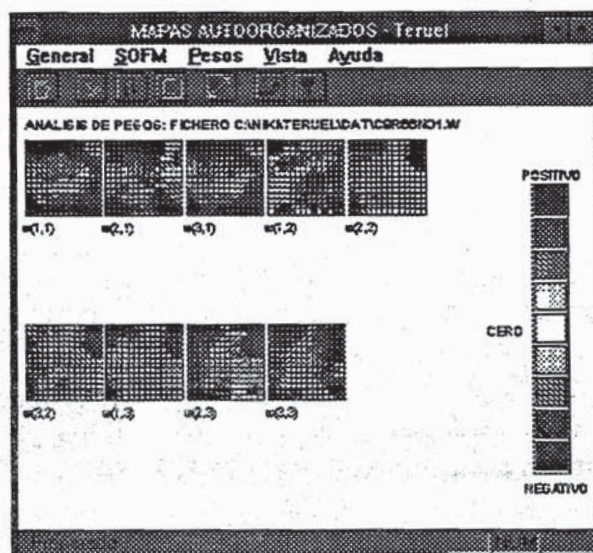 MAPAS AUTOORGANIZADOS - Teruel
General SOFM Pesos Vista Ayuda
ANALISIS DE PESOS: FICHERO
w(1,1) w(2,1) w(3,1) w(1,2) w(2,2)
w(3,2) w(1,3) w(2,3) w(3,3)
POSITIVO
CERO
NEGATIVO